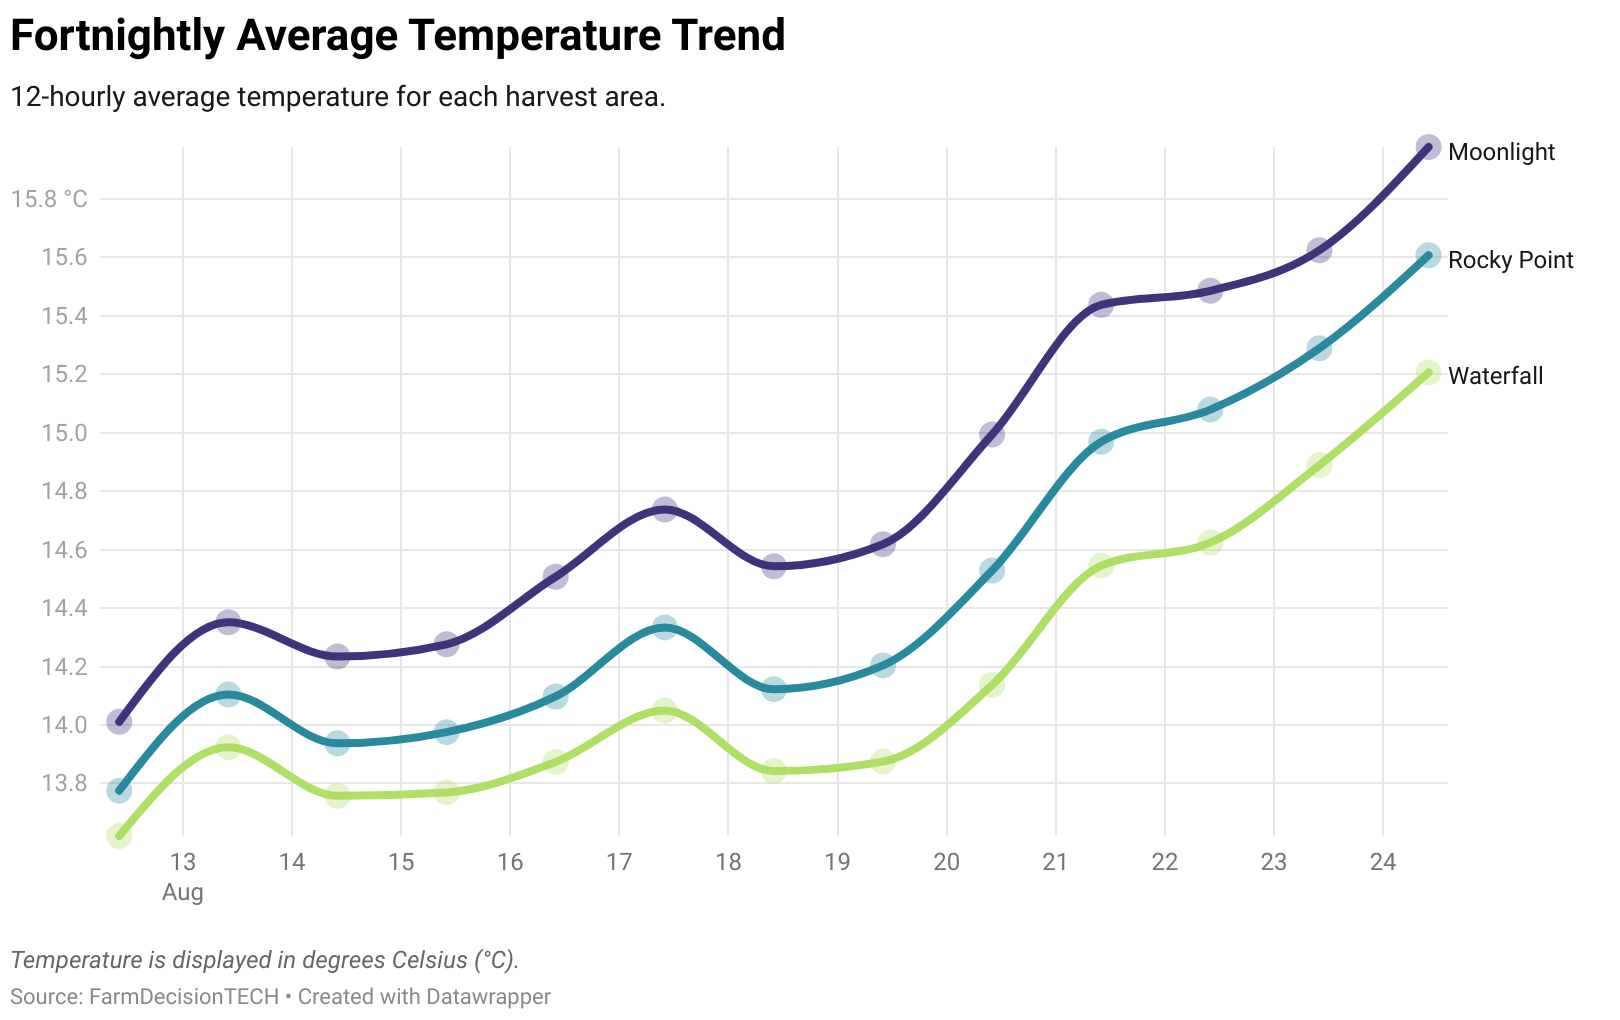 Fortnightly Average Temperature Trend
12-hourly average temperature for each harvest area.
Moonlight
15.8 °C
15.6
Rocky Point
15.4
15.2
Waterfall
15.0
14.8
14.6
14.4
14.2
14.0
13.8
13 14 15 16 17 18 19 20 21 22 23 24
Aug
Temperature is displayed in degrees Celsius (°C).
Source: FarmDecisionTECH • Created with Datawrapper